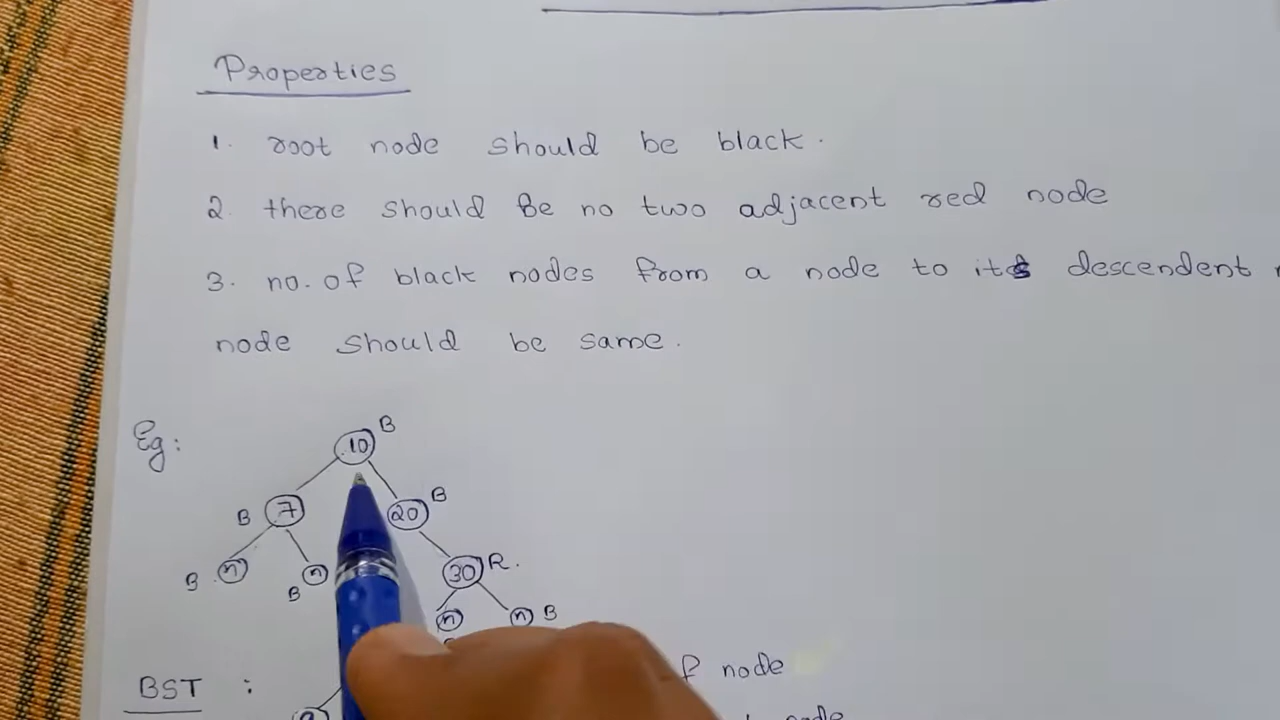 Properties
1. root node should be black.
2. there should be no two adjacent red node
3. no. of black nodes from a node to its descendent
node should be same.
Eg:
10 B
B 7
20 B
B n
B n
30 R.
n
n B
node
BST :
node